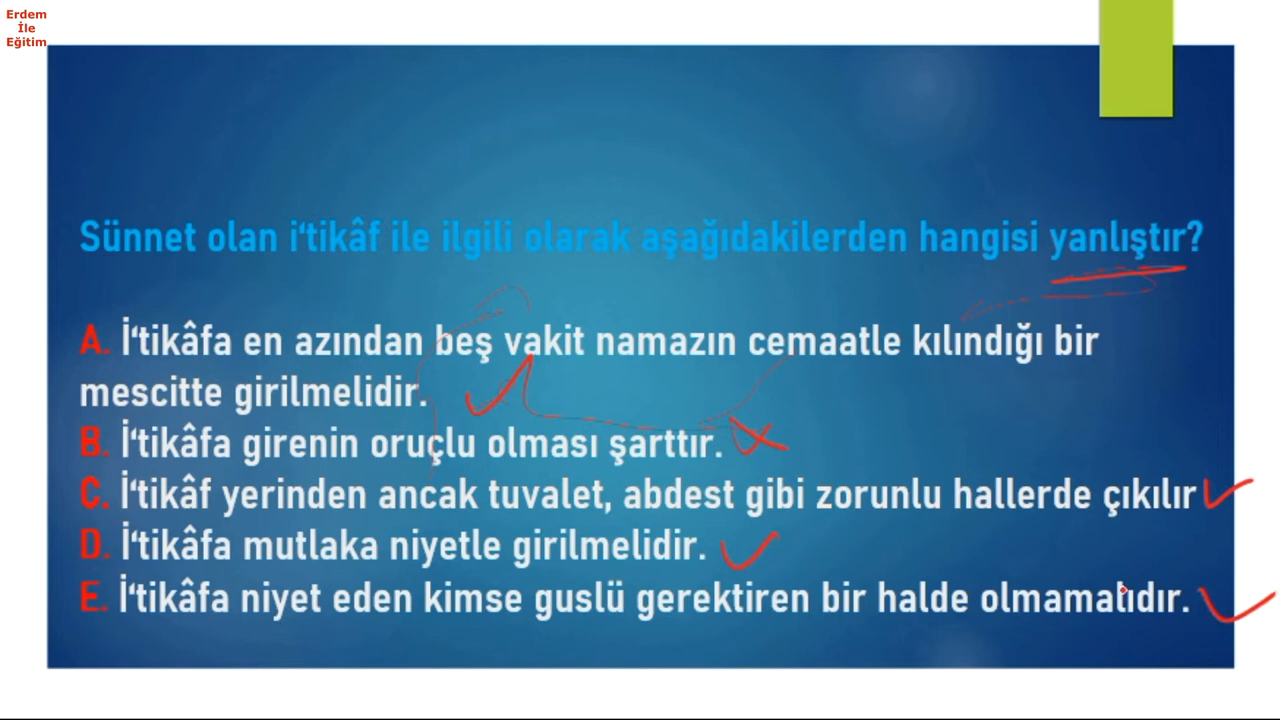 Erdem
İle
Eğitim
Sünnet olan i‘tikâf ile ilgili olarak aşağıdakilerden hangisi yanlıştır?
A. İ‘tikâfa en azından beş vakit namazın cemaatle kılındığı bir
mescitte girilmelidir.
B. İ‘tikâfa girenin oruçlu olması şarttır.
C. İ‘tikâf yerinden ancak tuvalet, abdest gibi zorunlu hallerde çıkılır
D. İ‘tikâfa mutlaka niyetle girilmelidir.
E. İ‘tikâfa niyet eden kimse guslü gerektiren bir halde olmamalıdır.